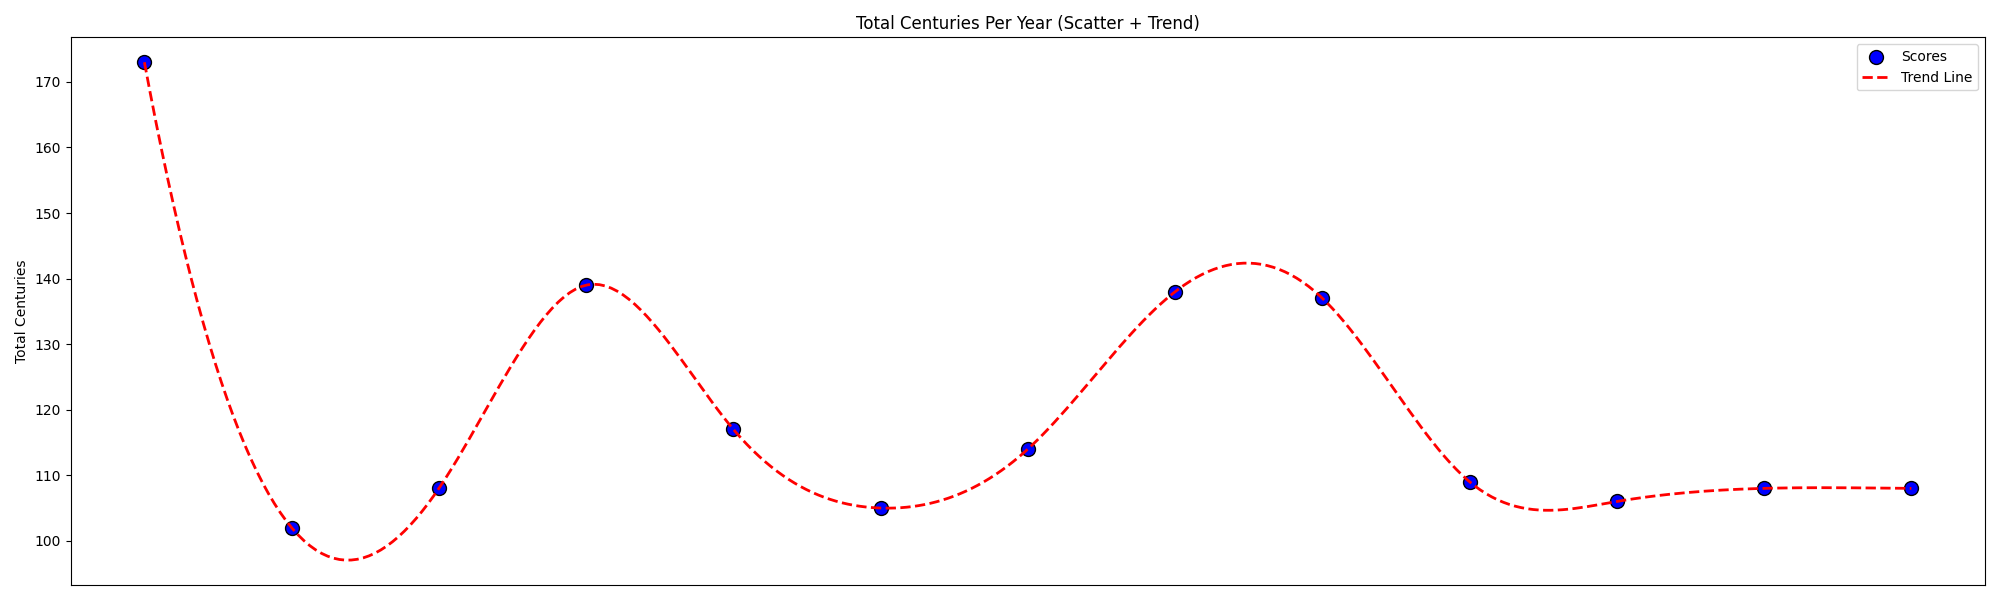 Total Centuries Per Year (Scatter + Trend)
Scores
Trend Line
170
160
150
140
130
120
110
100
Total Centuries